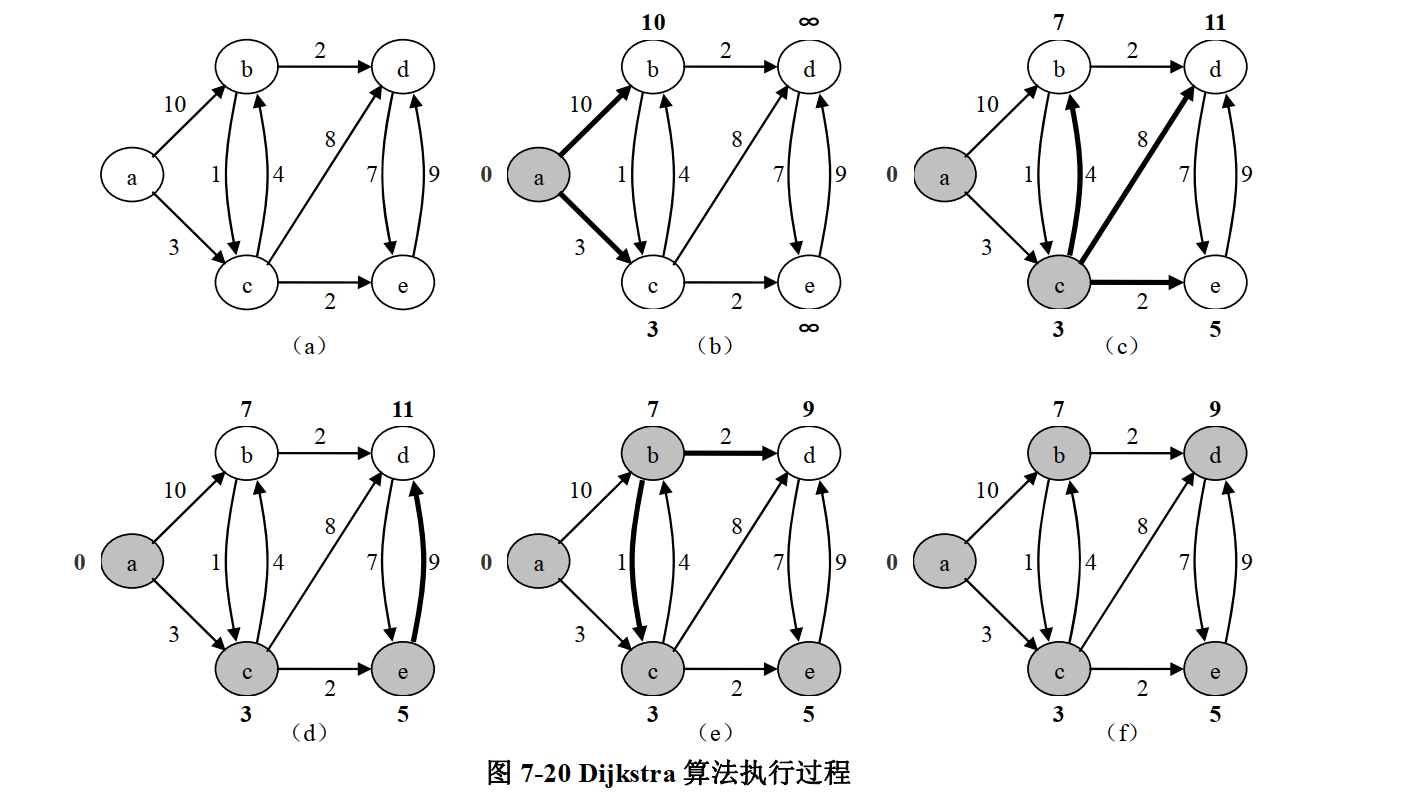 10 ∞ 7 11
2 2 2
b d b d b d
10 10 10
8 8 8
a 1 4 7 9 0 a 1 4 7 9 0 a 1 4 7 9
3 3 3
c e c e c e
2 2 2
3 ∞ 3 5
（a） （b） （c）
7 11 7 9 7 9
2 2 2
b d b d b d
10 10 10
8 8 8
0 a 1 4 7 9 0 a 1 4 7 9 0 a 1 4 7 9
3 3 3
c e c e c e
2 2 2
3 5 3 5 3 5
（d） （e） （f）
图 7-20 Dijkstra 算法执行过程